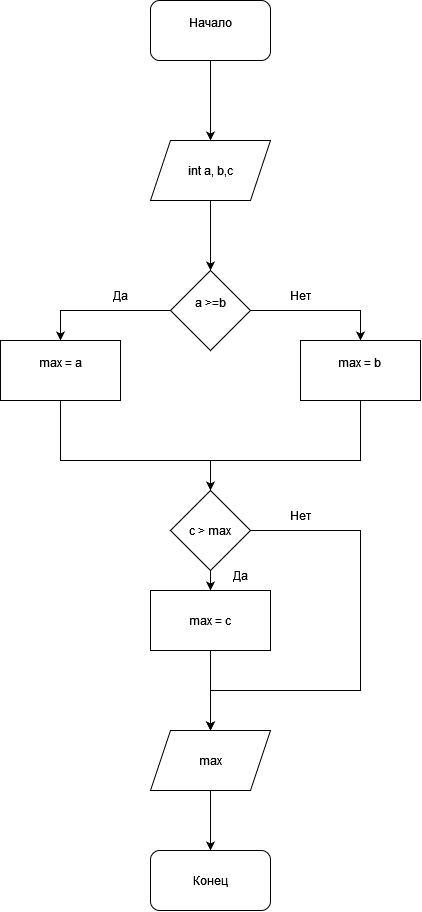 Начало
int a, b,c
a >=b
Да
Нет
max = a
max = b
c > max
Нет
Да
max = c
max
Конец